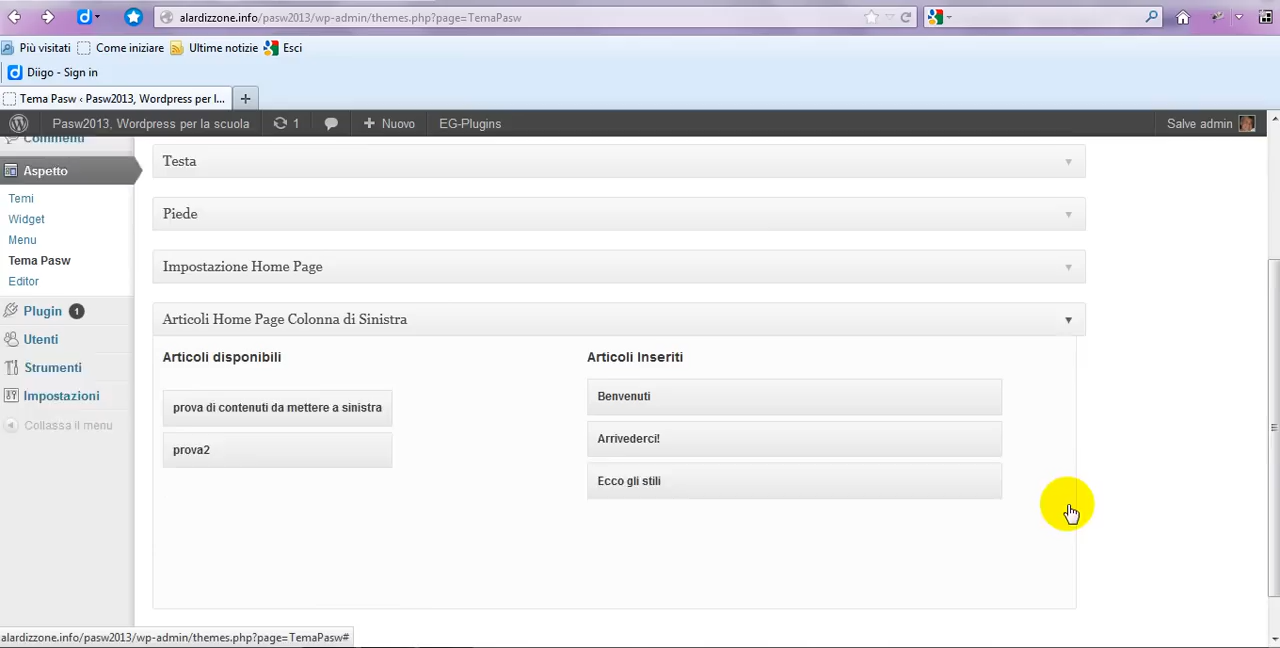 alardizzone.info/pasw2013/wp-admin/themes.php?page=TemaPasw
Più visitati Come iniziare Ultime notizie Esci
Diigo - Sign in
Tema Pasw ‹ Pasw2013, Wordpress per l...
Pasw2013, Wordpress per la scuola 1 Nuovo EG-Plugins Salve admin
Commenti
Aspetto
Temi
Widget
Menu
Tema Pasw
Editor
Plugin 1
Utenti
Strumenti
Impostazioni
Collassa il menu
Testa
Piede
Impostazione Home Page
Articoli Home Page Colonna di Sinistra
Articoli disponibili
prova di contenuti da mettere a sinistra
prova2
Articoli Inseriti
Benvenuti
Arrivederci!
Ecco gli stili
alardizzone.info/pasw2013/wp-admin/themes.php?page=TemaPasw#